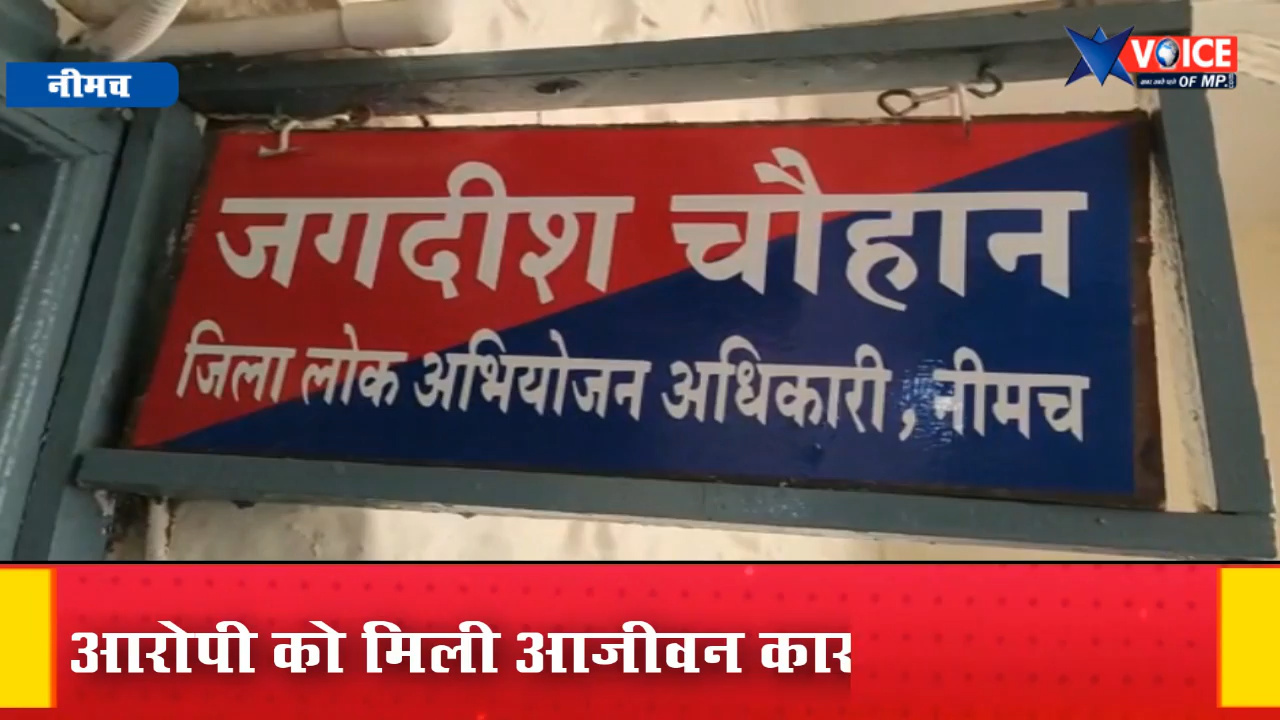 नीमच
VOICE
OF MP.
जगदीश चौहान
जिला लोक अभियोजन अधिकारी, नीमच
आरोपी को मिली आजीवन